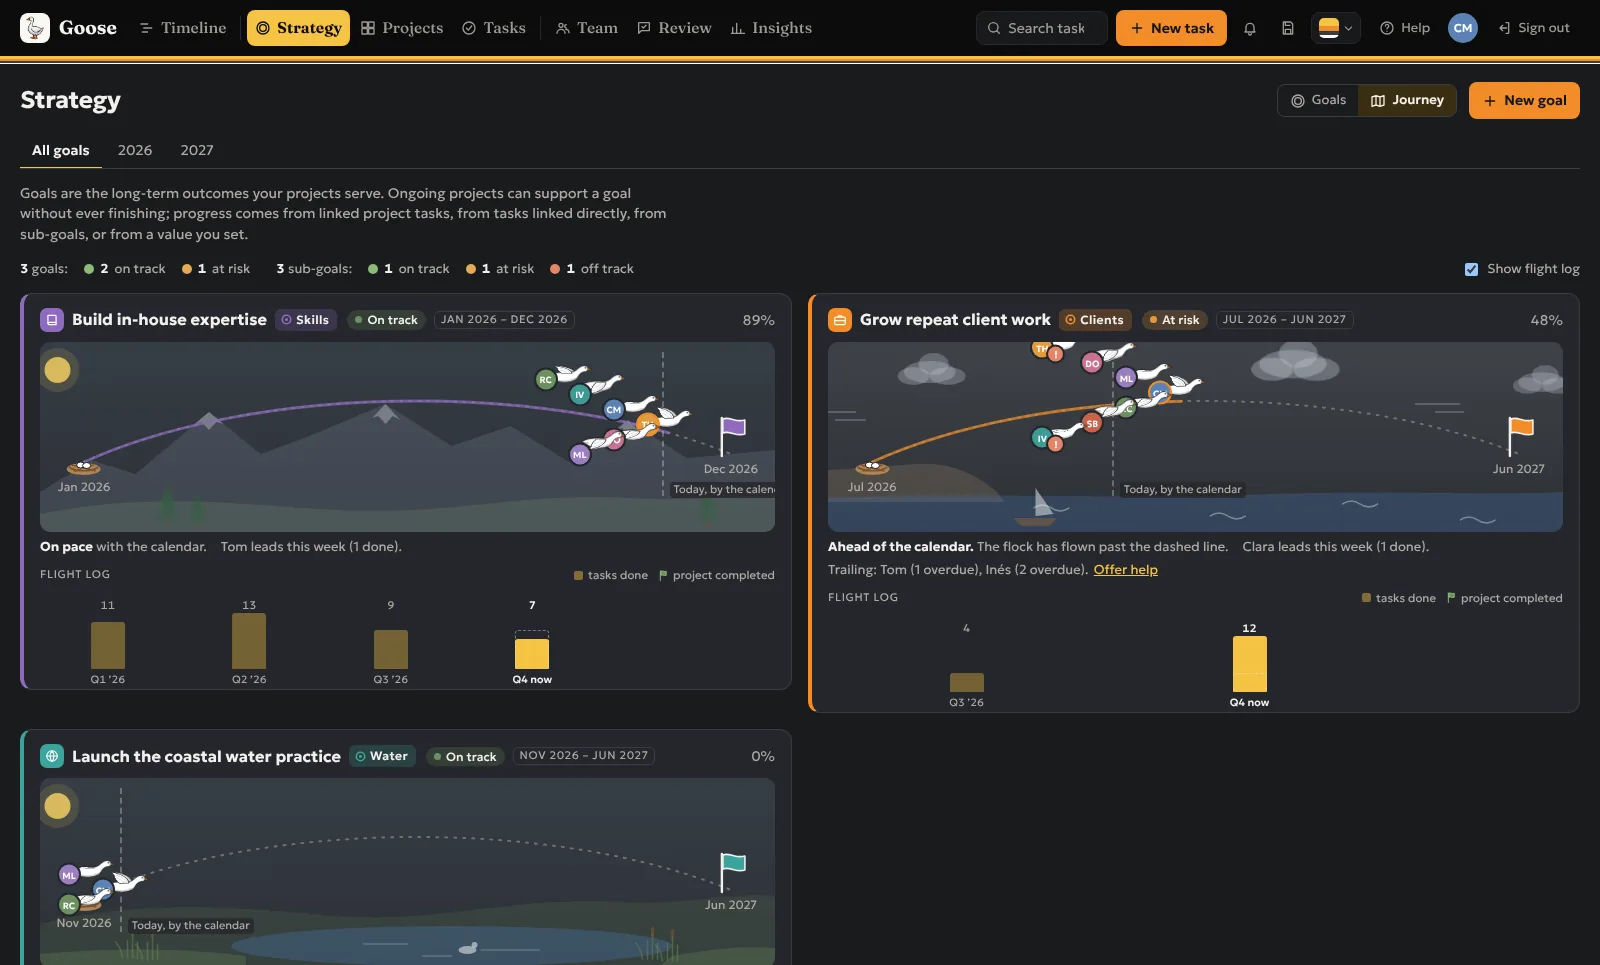 Goose
Timeline
Strategy
Projects
Tasks
Team
Review
Insights
Search task
+ New task
Help
CM
Sign out
Strategy
Goals
Journey
+ New goal
All goals
2026
2027
Goals are the long-term outcomes your projects serve. Ongoing projects can support a goal
without ever finishing; progress comes from linked project tasks, from tasks linked directly, from
sub-goals, or from a value you set.
3 goals: 2 on track 1 at risk 3 sub-goals: 1 on track 1 at risk 1 off track
Show flight log
Build in-house expertise Skills On track JAN 2026 – DEC 2026 89%
RC
IV
CM
ML
Jan 2026
Dec 2026
Today, by the calen
On pace with the calendar. Tom leads this week (1 done).
FLIGHT LOG
tasks done project completed
11 13 9 7
Q1 '26 Q2 '26 Q3 '26 Q4 now
Grow repeat client work Clients At risk JUL 2026 – JUN 2027 48%
TH
!
DO
ML
SB
IV
!
Jul 2026
Jun 2027
Today, by the calendar
Ahead of the calendar. The flock has flown past the dashed line. Clara leads this week (1 done).
Trailing: Tom (1 overdue), Inés (2 overdue). Offer help
FLIGHT LOG
tasks done project completed
4 12
Q3 '26 Q4 now
Launch the coastal water practice Water On track NOV 2026 – JUN 2027 0%
ML
RC
Nov 2026
Jun 2027
Today, by the calendar